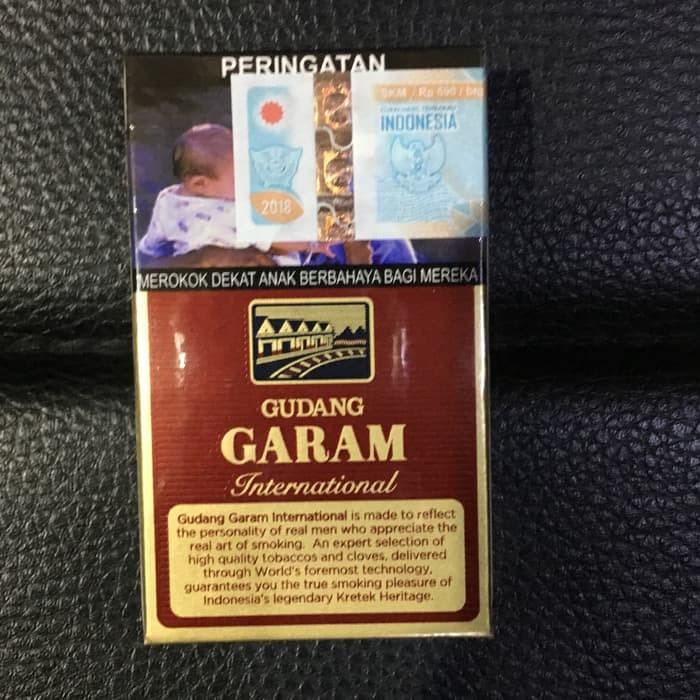 PERINGATAN
SKM / Rp 590 /
INDONESIA
2018
MEROKOK DEKAT ANAK BERBAHAYA BAGI MEREKA
GUDANG
GARAM
International
Gudang Garam International is made to reflect
the personality of real men who appreciate the
real art of smoking. An expert selection of
high quality tobaccos and cloves, delivered
through World's foremost technology,
guarantees you the true smoking pleasure of
Indonesia's legendary Kretek Heritage.